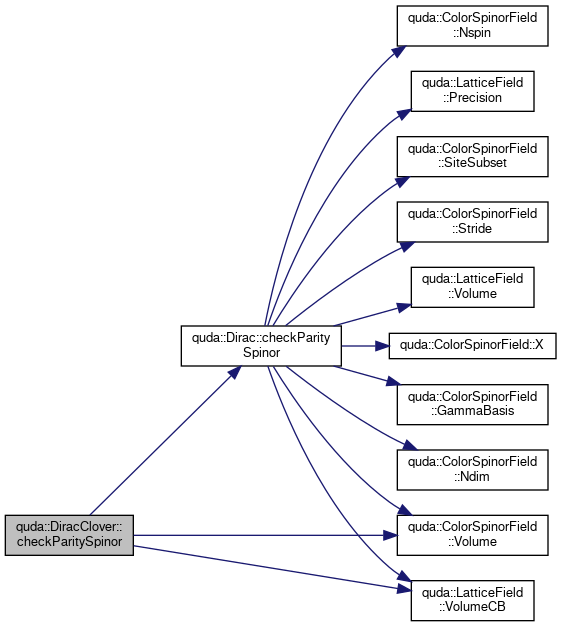 quda::ColorSpinorField
::Nspin
quda::LatticeField
::Precision
quda::ColorSpinorField
::SiteSubset
quda::ColorSpinorField
::Stride
quda::LatticeField
::Volume
quda::Dirac::checkParity
Spinor
quda::ColorSpinorField::X
quda::ColorSpinorField
::GammaBasis
quda::ColorSpinorField
::Ndim
quda::DiracClover::
checkParitySpinor
quda::ColorSpinorField
::Volume
quda::LatticeField
::VolumeCB